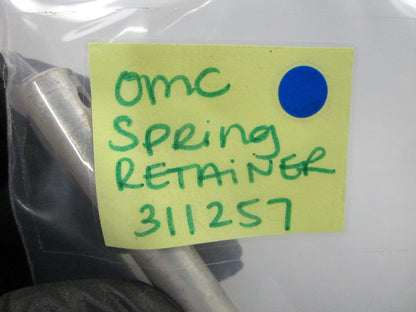 OMC
SPRing
RETAiNER
311257